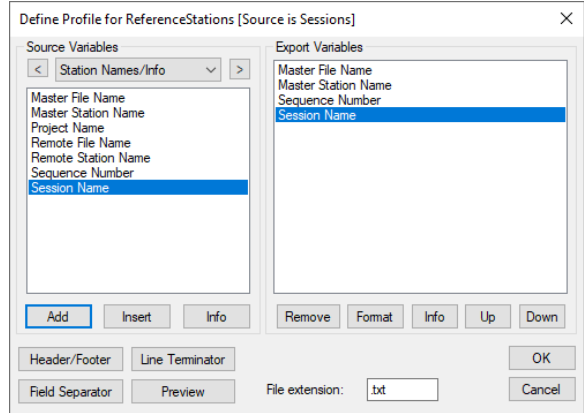 Define Profile for ReferenceStations [Source is Sessions]
Source Variables
< Station Names/Info >
Master File Name
Master Station Name
Project Name
Remote File Name
Remote Station Name
Sequence Number
Session Name
Add Insert Info
Export Variables
Master File Name
Master Station Name
Sequence Number
Session Name
Remove Format Info Up Down
Header/Footer Line Terminator
Field Separator Preview
File extension: .txt
OK
Cancel